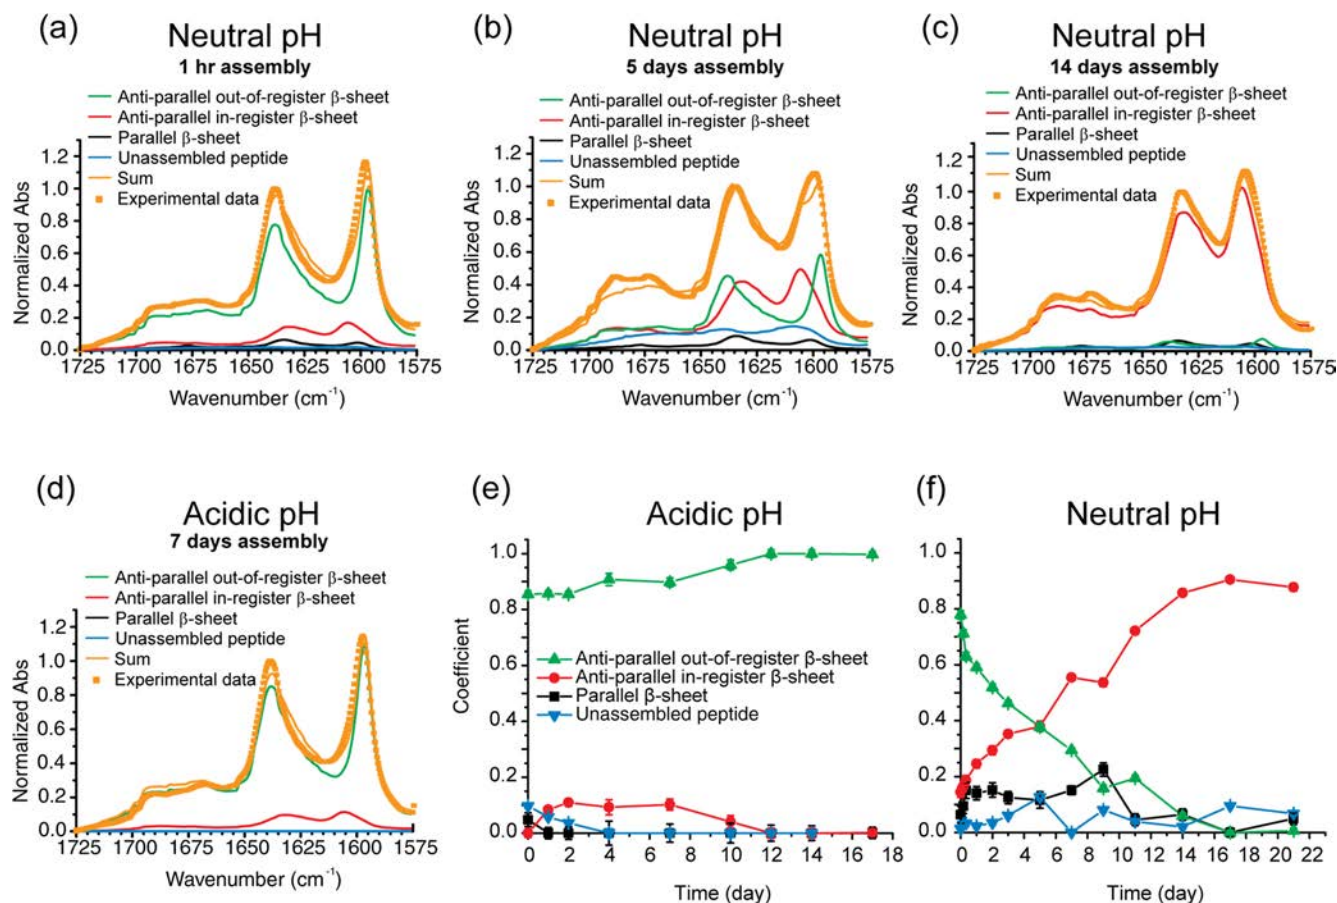 (a)
Neutral pH
1 hr assembly
Anti-parallel out-of-register β-sheet
Anti-parallel in-register β-sheet
Parallel β-sheet
Unassembled peptide
Sum
Experimental data
Normalized Abs
1.2
1.0
0.8
0.6
0.4
0.2
0.0
1725 1700 1675 1650 1625 1600 1575
Wavenumber (cm⁻¹)
(b)
Neutral pH
5 days assembly
Anti-parallel out-of-register β-sheet
Anti-parallel in-register β-sheet
Parallel β-sheet
Unassembled peptide
Sum
Experimental data
Normalized Abs
1.2
1.0
0.8
0.6
0.4
0.2
0.0
1725 1700 1675 1650 1625 1600 1575
Wavenumber (cm⁻¹)
(c)
Neutral pH
14 days assembly
Anti-parallel out-of-register β-sheet
Anti-parallel in-register β-sheet
Parallel β-sheet
Unassembled peptide
Sum
Experimental data
Normalized Abs
1.2
1.0
0.8
0.6
0.4
0.2
0.0
1725 1700 1675 1650 1625 1600 1575
Wavenumber (cm⁻¹)
(d)
Acidic pH
7 days assembly
Anti-parallel out-of-register β-sheet
Anti-parallel in-register β-sheet
Parallel β-sheet
Unassembled peptide
Sum
Experimental data
Normalized Abs
1.2
1.0
0.8
0.6
0.4
0.2
0.0
1725 1700 1675 1650 1625 1600 1575
Wavenumber (cm⁻¹)
(e)
Acidic pH
Coefficient
1.0
0.8
0.6
0.4
0.2
0.0
Anti-parallel out-of-register β-sheet
Anti-parallel in-register β-sheet
Parallel β-sheet
Unassembled peptide
0 2 4 6 8 10 12 14 16 18
Time (day)
(f)
Neutral pH
1.0
0.8
0.6
0.4
0.2
0.0
0 2 4 6 8 10 12 14 16 18 20 22
Time (day)